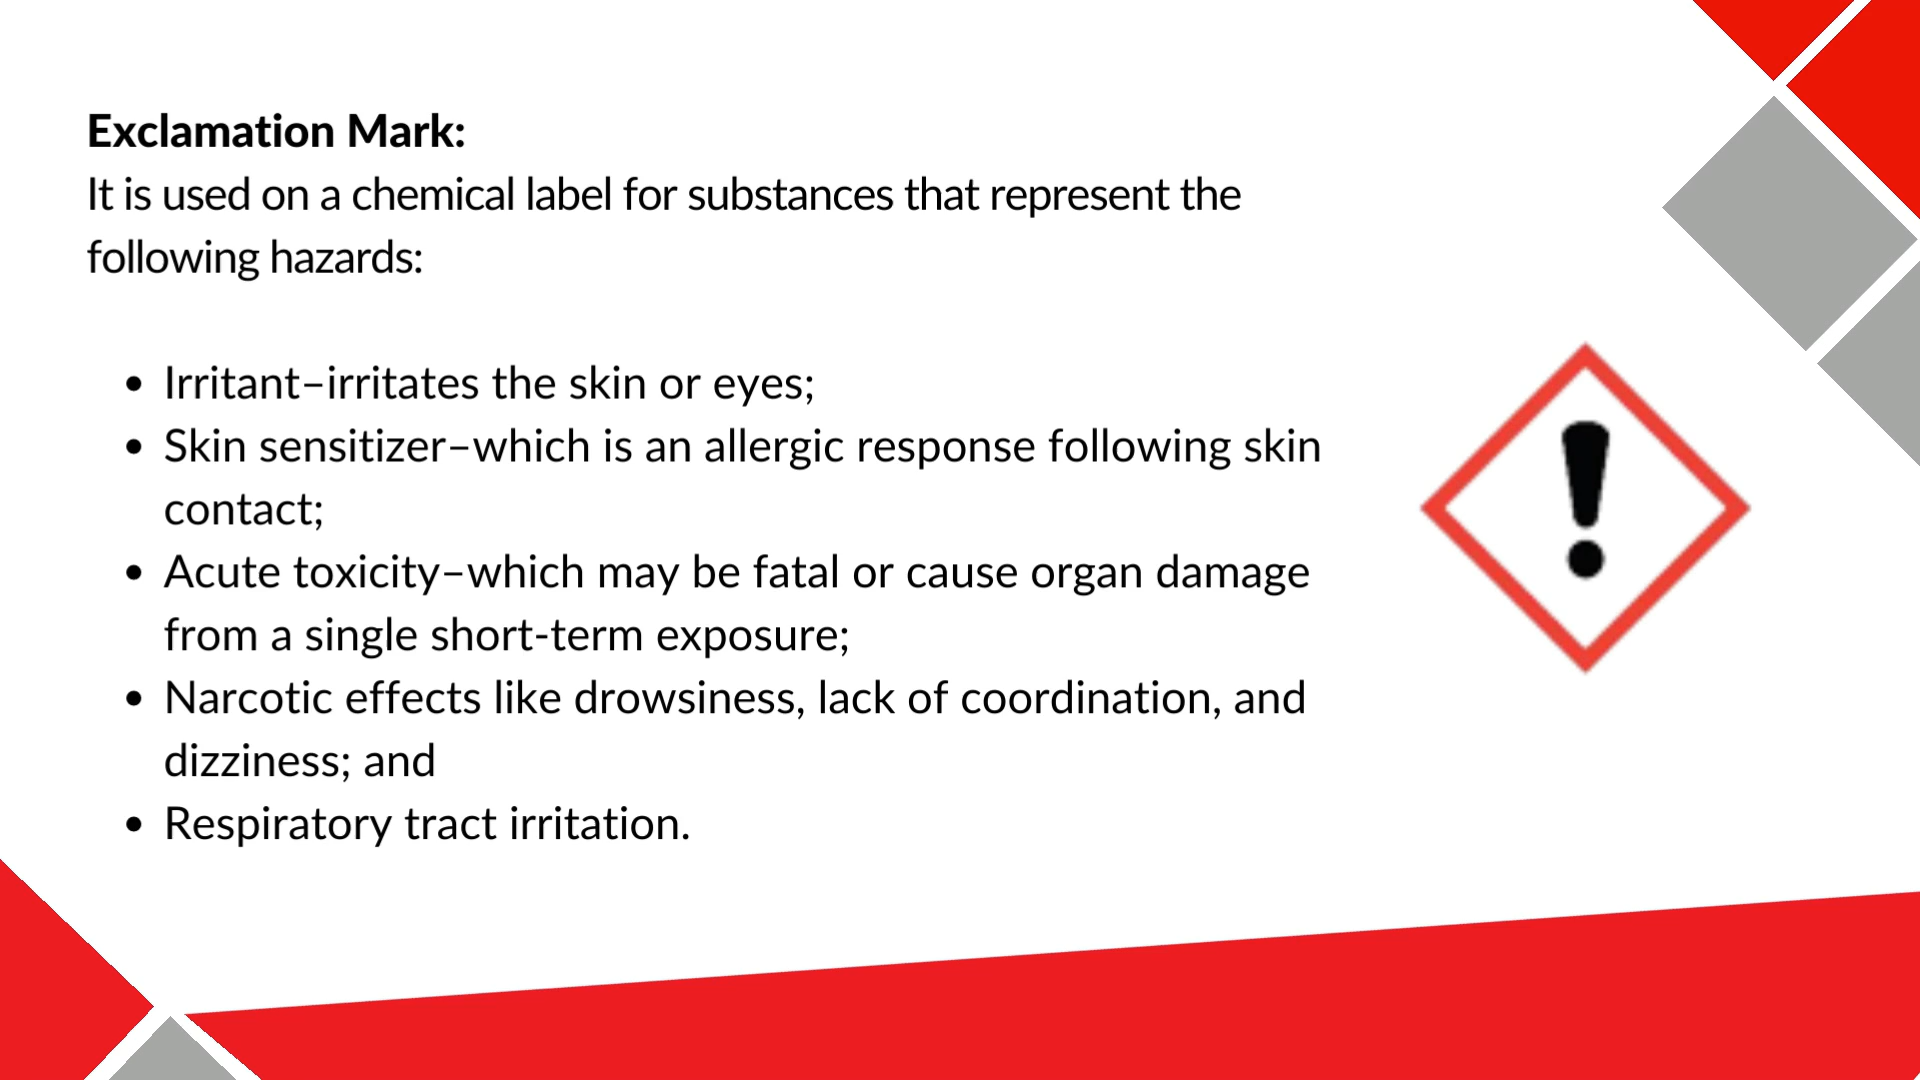 Exclamation Mark:
It is used on a chemical label for substances that represent the
following hazards:
• Irritant–irritates the skin or eyes;
• Skin sensitizer–which is an allergic response following skin
contact;
• Acute toxicity–which may be fatal or cause organ damage
from a single short-term exposure;
• Narcotic effects like drowsiness, lack of coordination, and
dizziness; and
• Respiratory tract irritation.
!